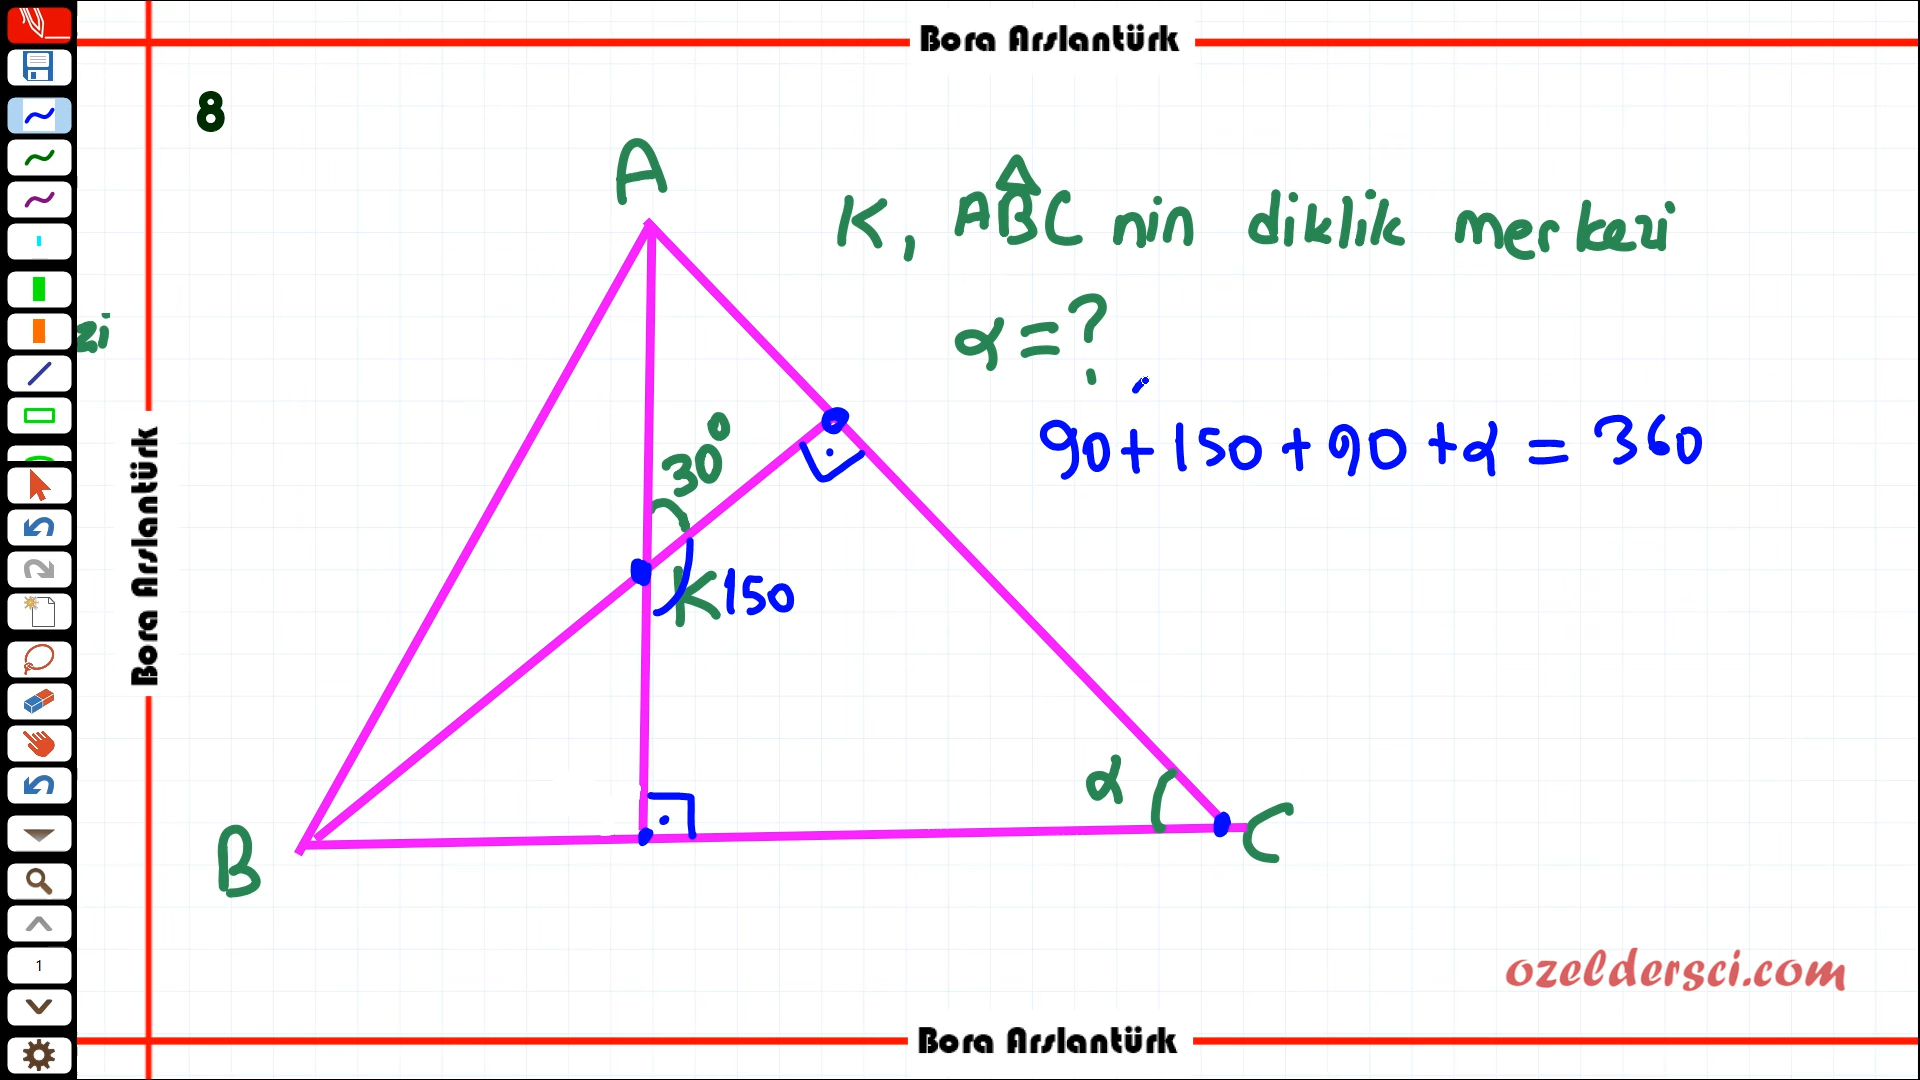 Bora Arslantürk
8
A
K, ABC nin diklik merkezi
zi
α = ?
30°
90 + 150 + 90 + α = 360
Bora Arslantürk
K 150
α
B
C
1
ozeldersci.com
Bora Arslantürk